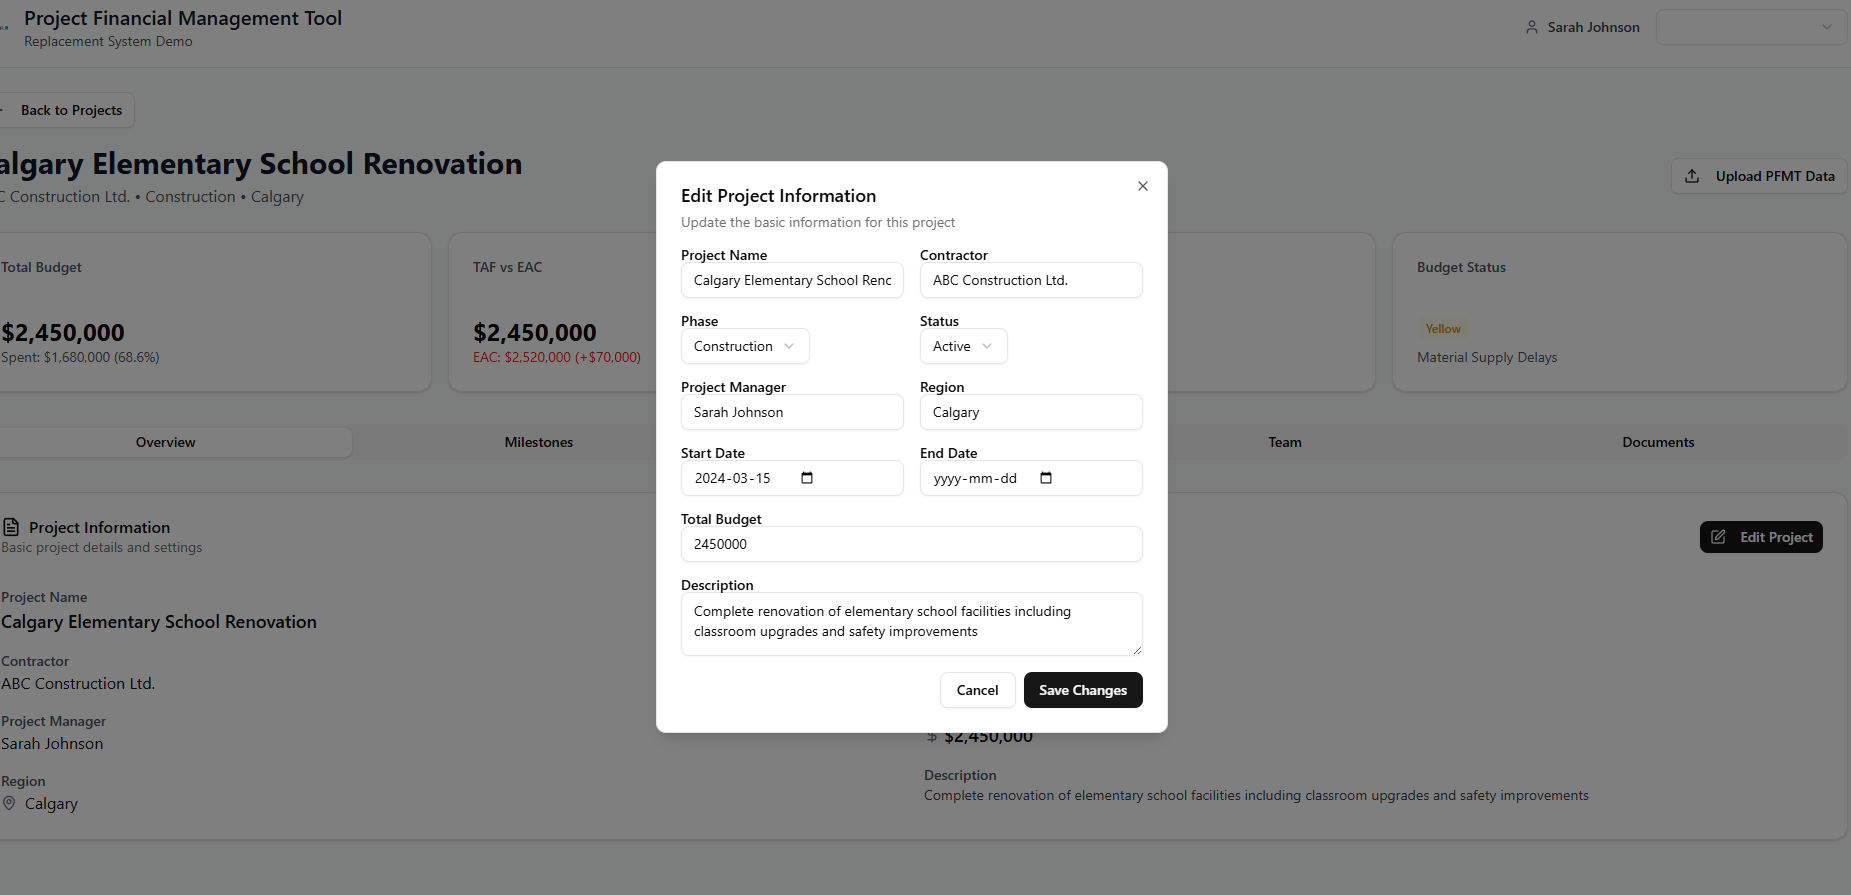 Project Financial Management Tool
Replacement System Demo
Sarah Johnson
Back to Projects
algary Elementary School Renovation
C Construction Ltd. • Construction • Calgary
Upload PFMT Data
Total Budget
$2,450,000
Spent: $1,680,000 (68.6%)
TAF vs EAC
$2,450,000
EAC: $2,520,000 (+$70,000)
Budget Status
Yellow
Material Supply Delays
Overview
Milestones
Team
Documents
Project Information
Basic project details and settings
Edit Project
Project Name
Calgary Elementary School Renovation
Contractor
ABC Construction Ltd.
Project Manager
Sarah Johnson
Region
Calgary
$ $2,450,000
Description
Complete renovation of elementary school facilities including classroom upgrades and safety improvements
Edit Project Information
Update the basic information for this project
Project Name
Calgary Elementary School Renc
Contractor
ABC Construction Ltd.
Phase
Construction
Status
Active
Project Manager
Sarah Johnson
Region
Calgary
Start Date
2024-03-15
End Date
yyyy-mm-dd
Total Budget
2450000
Description
Complete renovation of elementary school facilities including
classroom upgrades and safety improvements
Cancel
Save Changes